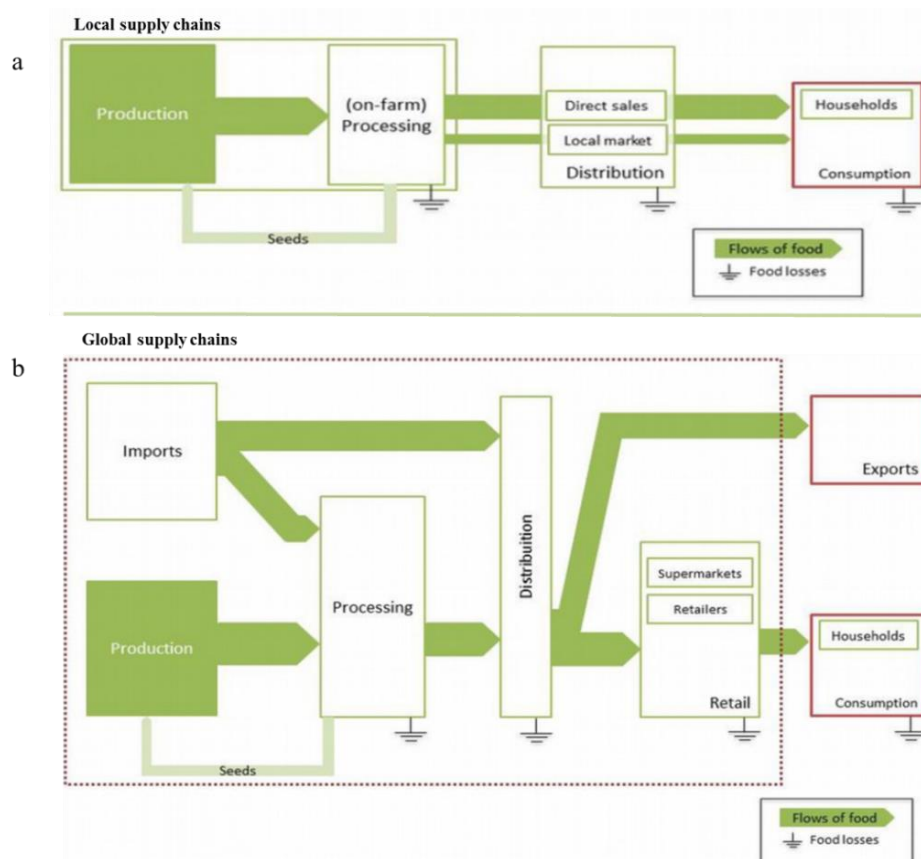 Local supply chains
a
Production
(on-farm)
Processing
Direct sales
Local market
Distribution
Households
Consumption
Seeds
Flows of food
Food losses
Global supply chains
b
Imports
Exports
Distribuition
Supermarkets
Retailers
Processing
Production
Households
Retail
Consumption
Seeds
Flows of food
Food losses